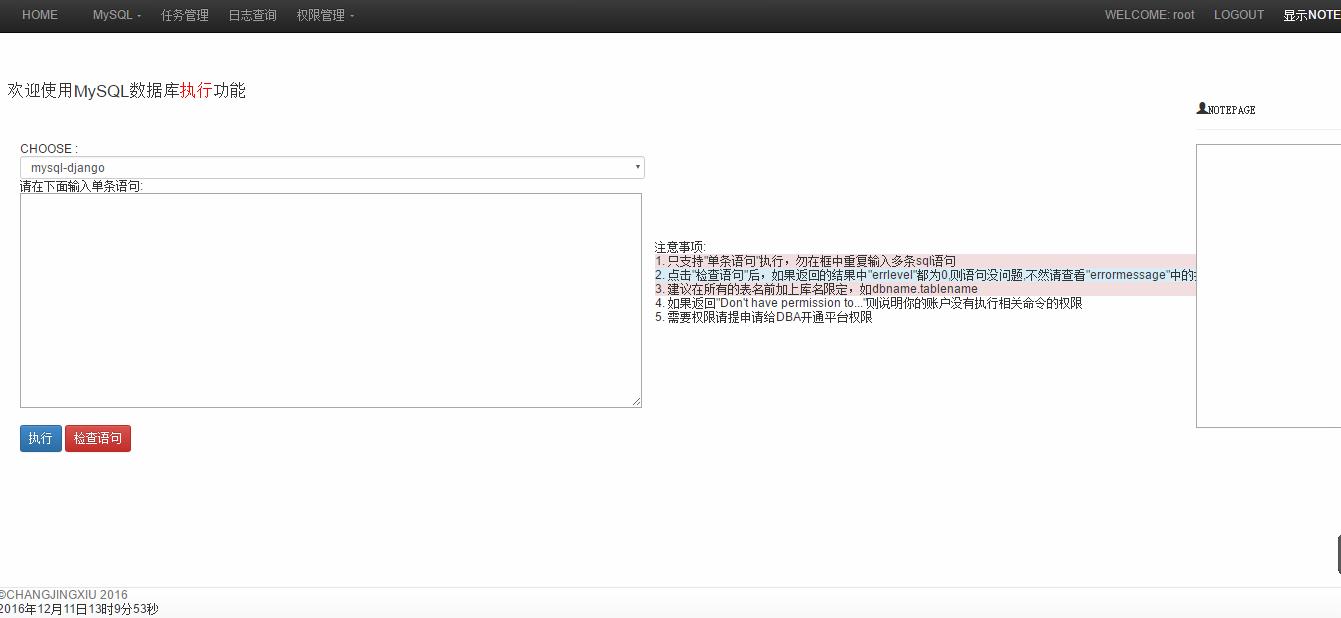 HOME MySQL 任务管理 日志查询 权限管理 WELCOME: root LOGOUT 显示NOTE
欢迎使用MySQL数据库执行功能
NOTEPAGE
CHOOSE :
mysql-django
请在下面输入单条语句:
注意事项:
1. 只支持"单条语句"执行，勿在框中重复输入多条sql语句
2. 点击"检查语句"后，如果返回的结果中"errlevel"都为0,则语句没问题,不然请查看"errormessage"中的
3. 建议在所有的表名前加上库名限定，如dbname.tablename
4. 如果返回"Don't have permission to..."则说明你的账户没有执行相关命令的权限
5. 需要权限请提申请给DBA开通平台权限
执行 检查语句
©CHANGJINGXIU 2016
2016年12月11日13时9分53秒